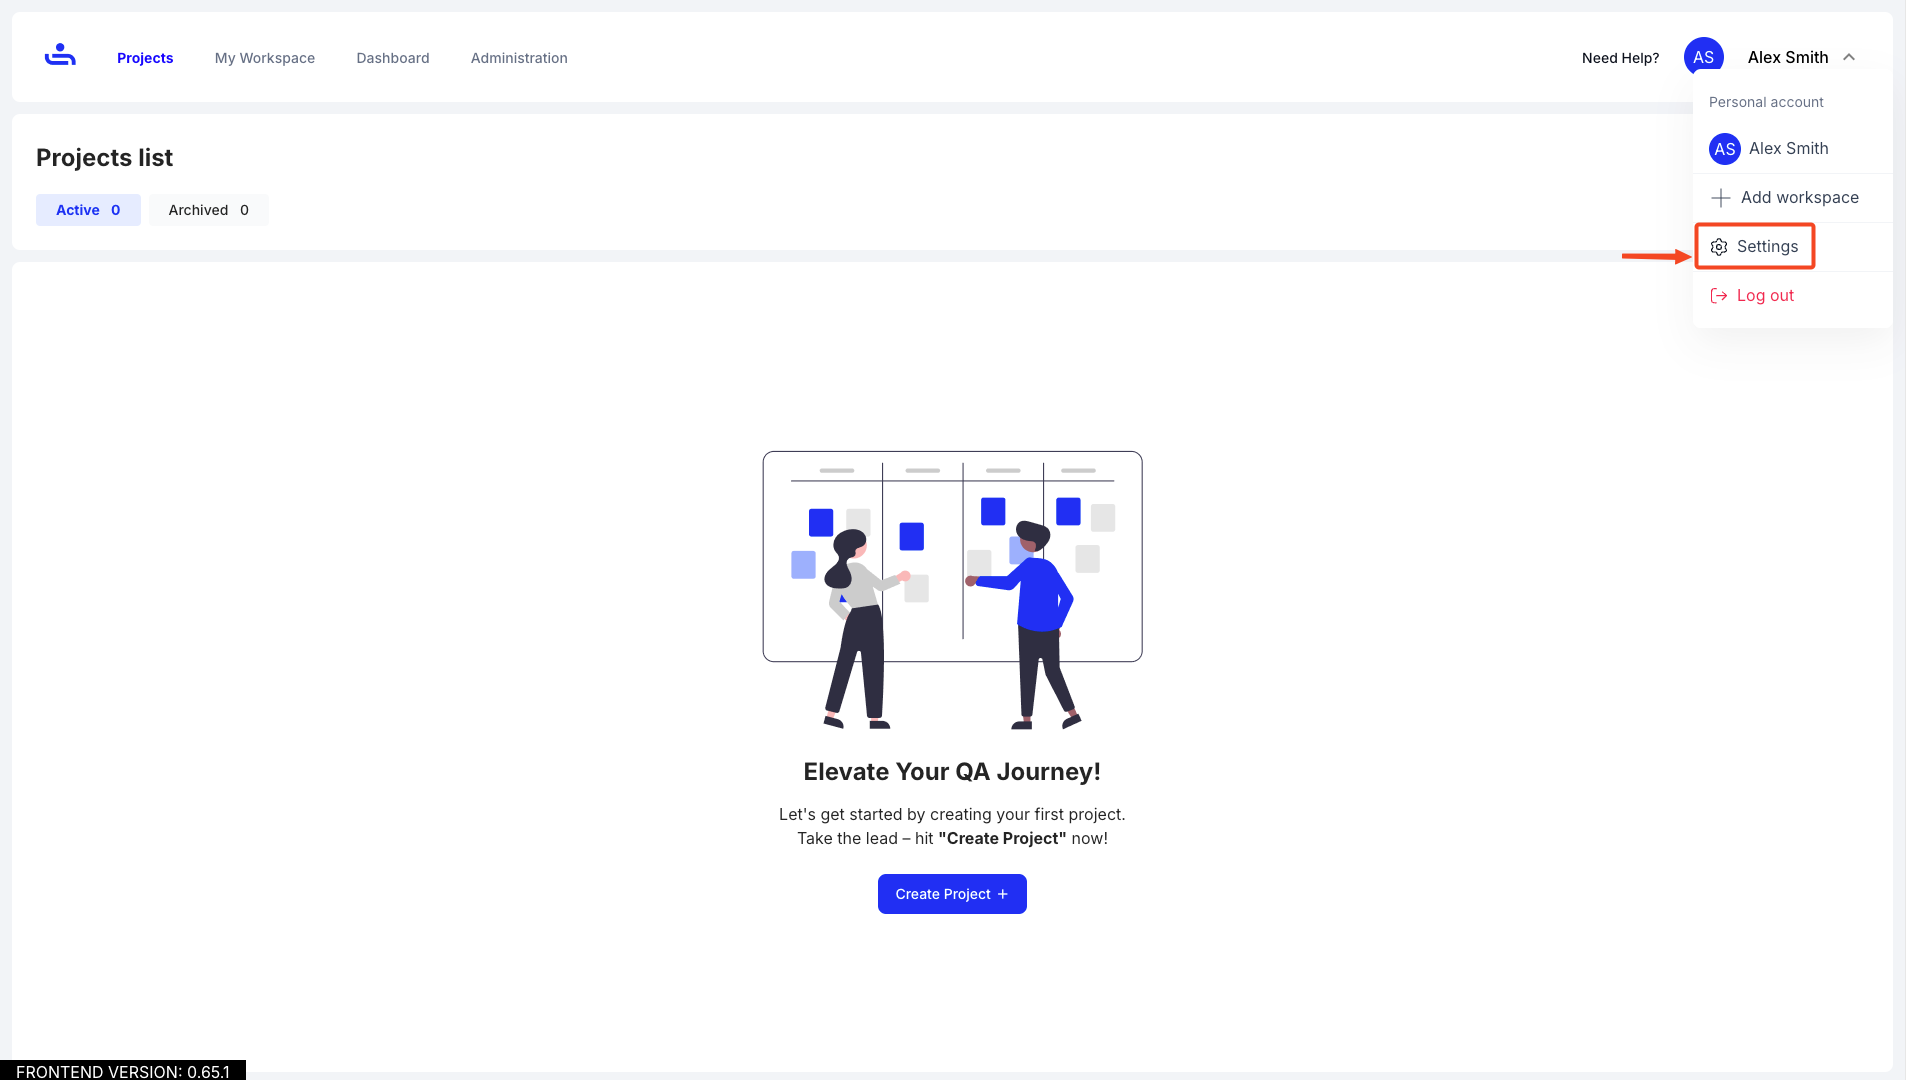 Projects My Workspace Dashboard Administration Need Help? AS Alex Smith
Personal account
AS Alex Smith
Add workspace
Settings
Log out
Projects list
Active 0 Archived 0
Elevate Your QA Journey!
Let's get started by creating your first project.
Take the lead – hit "Create Project" now!
Create Project +
FRONTEND VERSION: 0.65.1